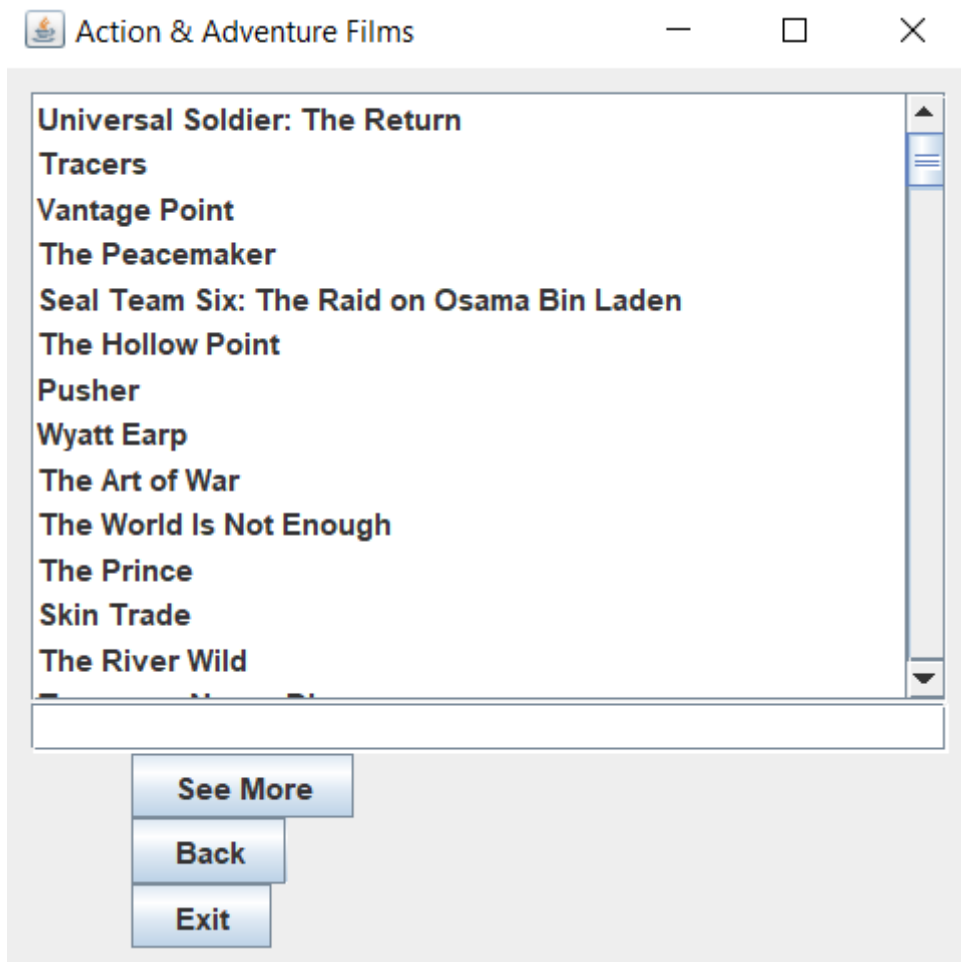 Action & Adventure Films
Universal Soldier: The Return
Tracers
Vantage Point
The Peacemaker
Seal Team Six: The Raid on Osama Bin Laden
The Hollow Point
Pusher
Wyatt Earp
The Art of War
The World Is Not Enough
The Prince
Skin Trade
The River Wild
See More
Back
Exit